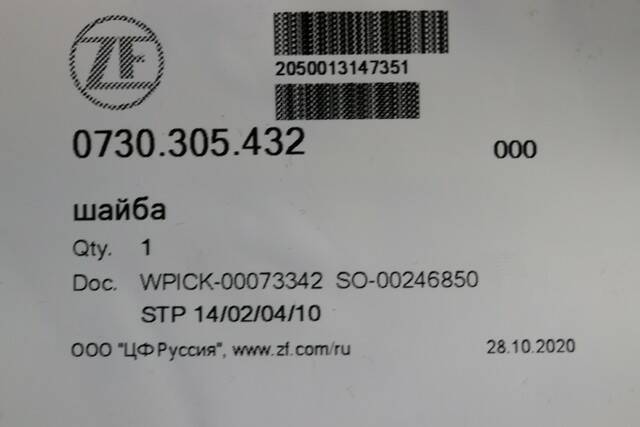 ZF
2050013147351
0730.305.432 000
шайба
Qty. 1
Doc. WPICK-00073342 SO-00246850
STP 14/02/04/10
ООО "ЦФ Руссия", www.zf.com/ru 28.10.2020